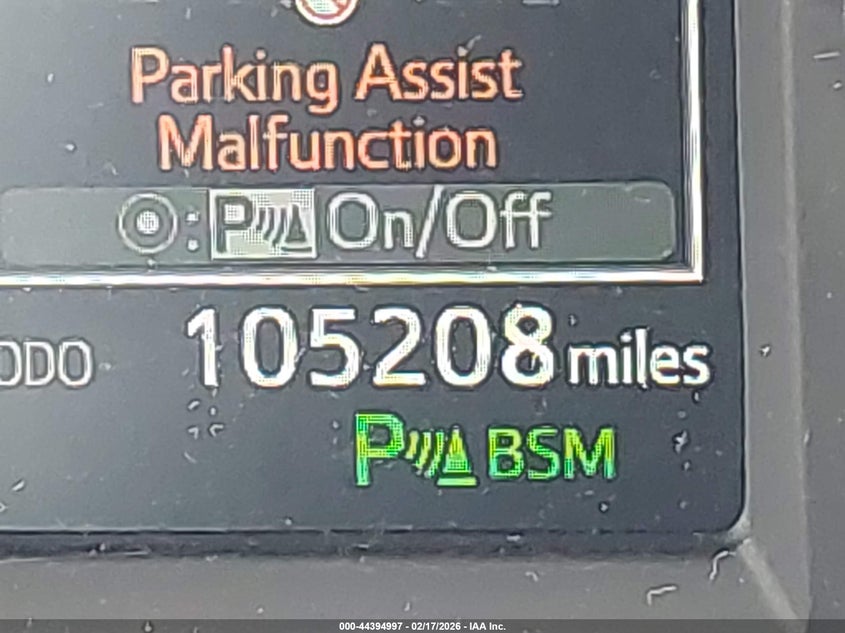 Parking Assist
Malfunction
: P On/Off
ODO 105208 miles
P BSM
000-44394997 - 02/17/2026 - IAA Inc.